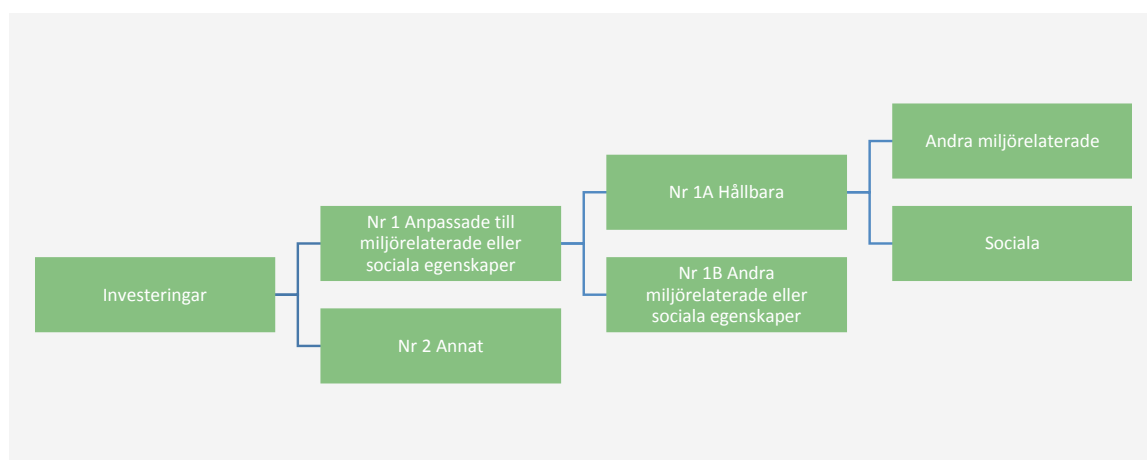 Investeringar
Nr 1 Anpassade till
miljörelaterade eller
sociala egenskaper
Nr 2 Annat
Nr 1A Hållbara
Nr 1B Andra
miljörelaterade eller
sociala egenskaper
Andra miljörelaterade
Sociala